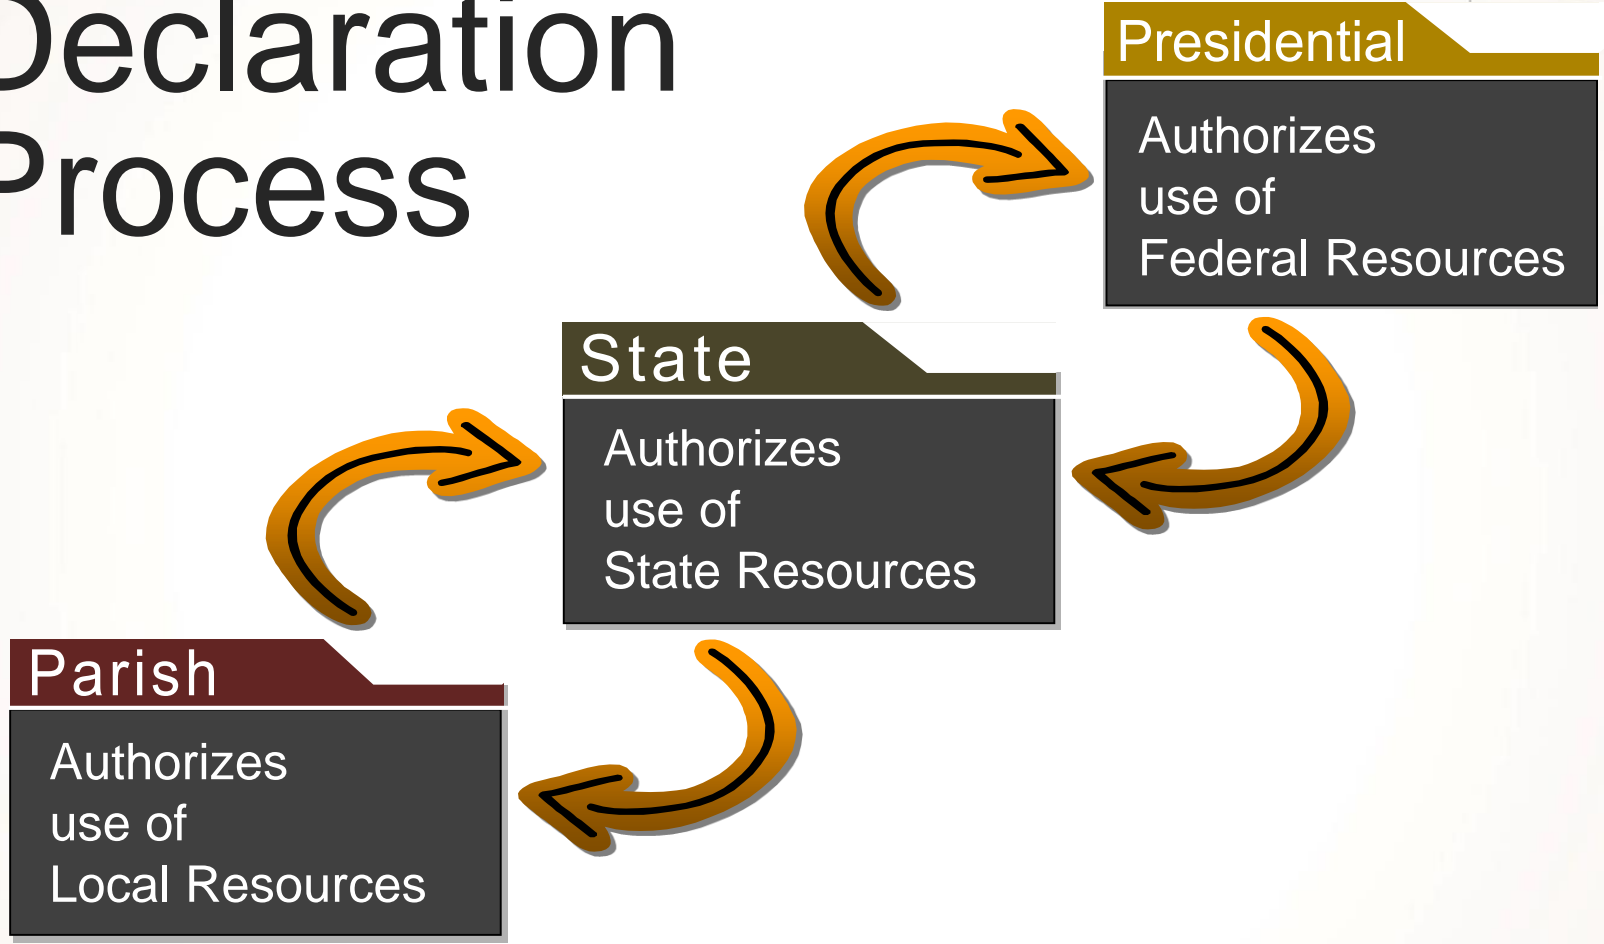 Declaration
Process
Presidential
Authorizes
use of
Federal Resources
State
Authorizes
use of
State Resources
Parish
Authorizes
use of
Local Resources